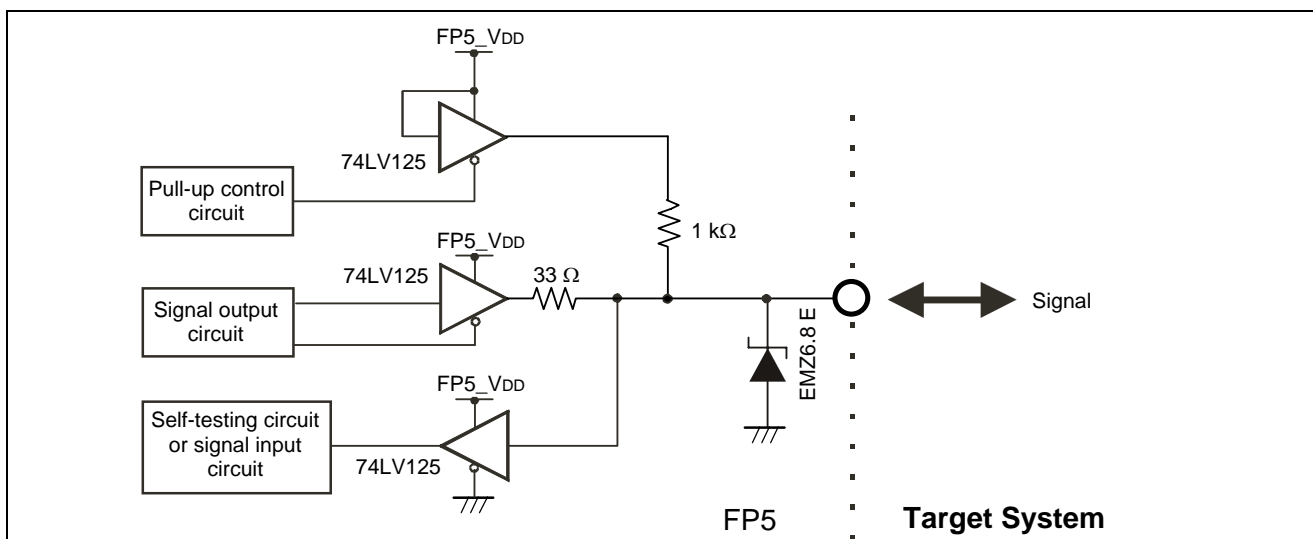 FP5_VDD
74LV125
Pull-up control
circuit
1 kΩ
FP5_VDD
74LV125
33 Ω
Signal output
circuit
Signal
EMZ6.8 E
FP5_VDD
Self-testing circuit
or signal input
circuit
74LV125
FP5
Target System